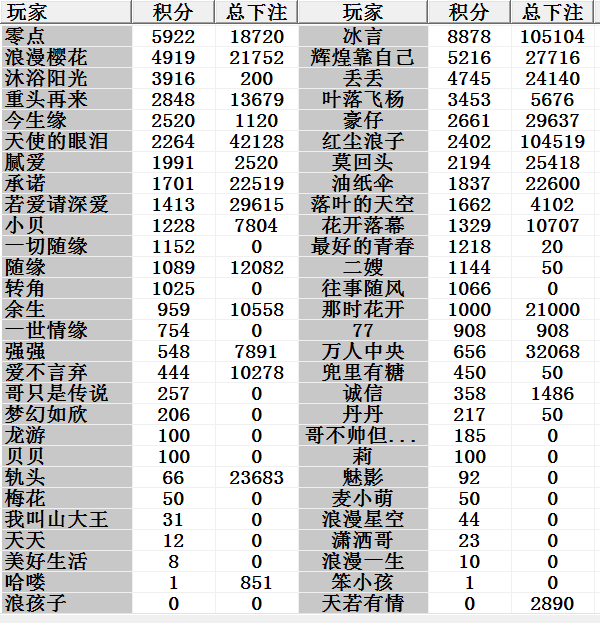 玩家 积分 总下注 玩家 积分 总下注
零点 5922 18720 冰言 8878 105104
浪漫樱花 4919 21752 辉煌靠自己 5216 27716
沐浴阳光 3916 200 丢丢 4745 24140
重头再来 2848 13679 叶落飞杨 3453 5676
今生缘 2520 1120 豪仔 2661 29637
天使的眼泪 2264 42128 红尘浪子 2402 104519
腻爱 1991 2520 莫回头 2194 25418
承诺 1701 22519 油纸伞 1837 22600
若爱请深爱 1413 29615 落叶的天空 1662 4102
小贝 1228 7804 花开落幕 1329 10707
一切随缘 1152 0 最好的青春 1218 20
随缘 1089 12082 二嫂 1144 50
转角 1025 0 往事随风 1066 0
余生 959 10558 那时花开 1000 21000
一世情缘 754 0 77 908 908
强强 548 7891 万人中央 656 32068
爱不言弃 444 10278 兜里有糖 450 50
哥只是传说 257 0 诚信 358 1486
梦幻如欣 206 0 丹丹 217 50
龙游 100 0 哥不帅但... 185 0
贝贝 100 0 莉 100 0
轨头 66 23683 魅影 92 0
梅花 50 0 麦小萌 50 0
我叫山大王 31 0 浪漫星空 44 0
天天 12 0 潇洒哥 23 0
美好生活 8 0 浪漫一生 10 0
哈喽 1 851 笨小孩 1 0
浪孩子 0 0 天若有情 0 2890